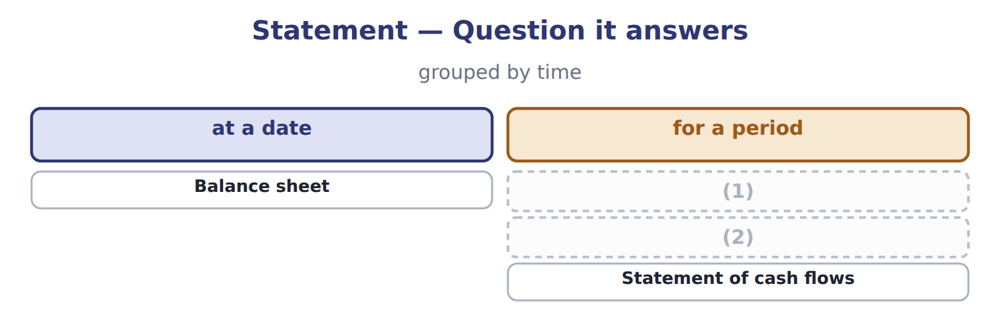 Statement — Question it answers
grouped by time
at a date
for a period
Balance sheet
(1)
(2)
Statement of cash flows